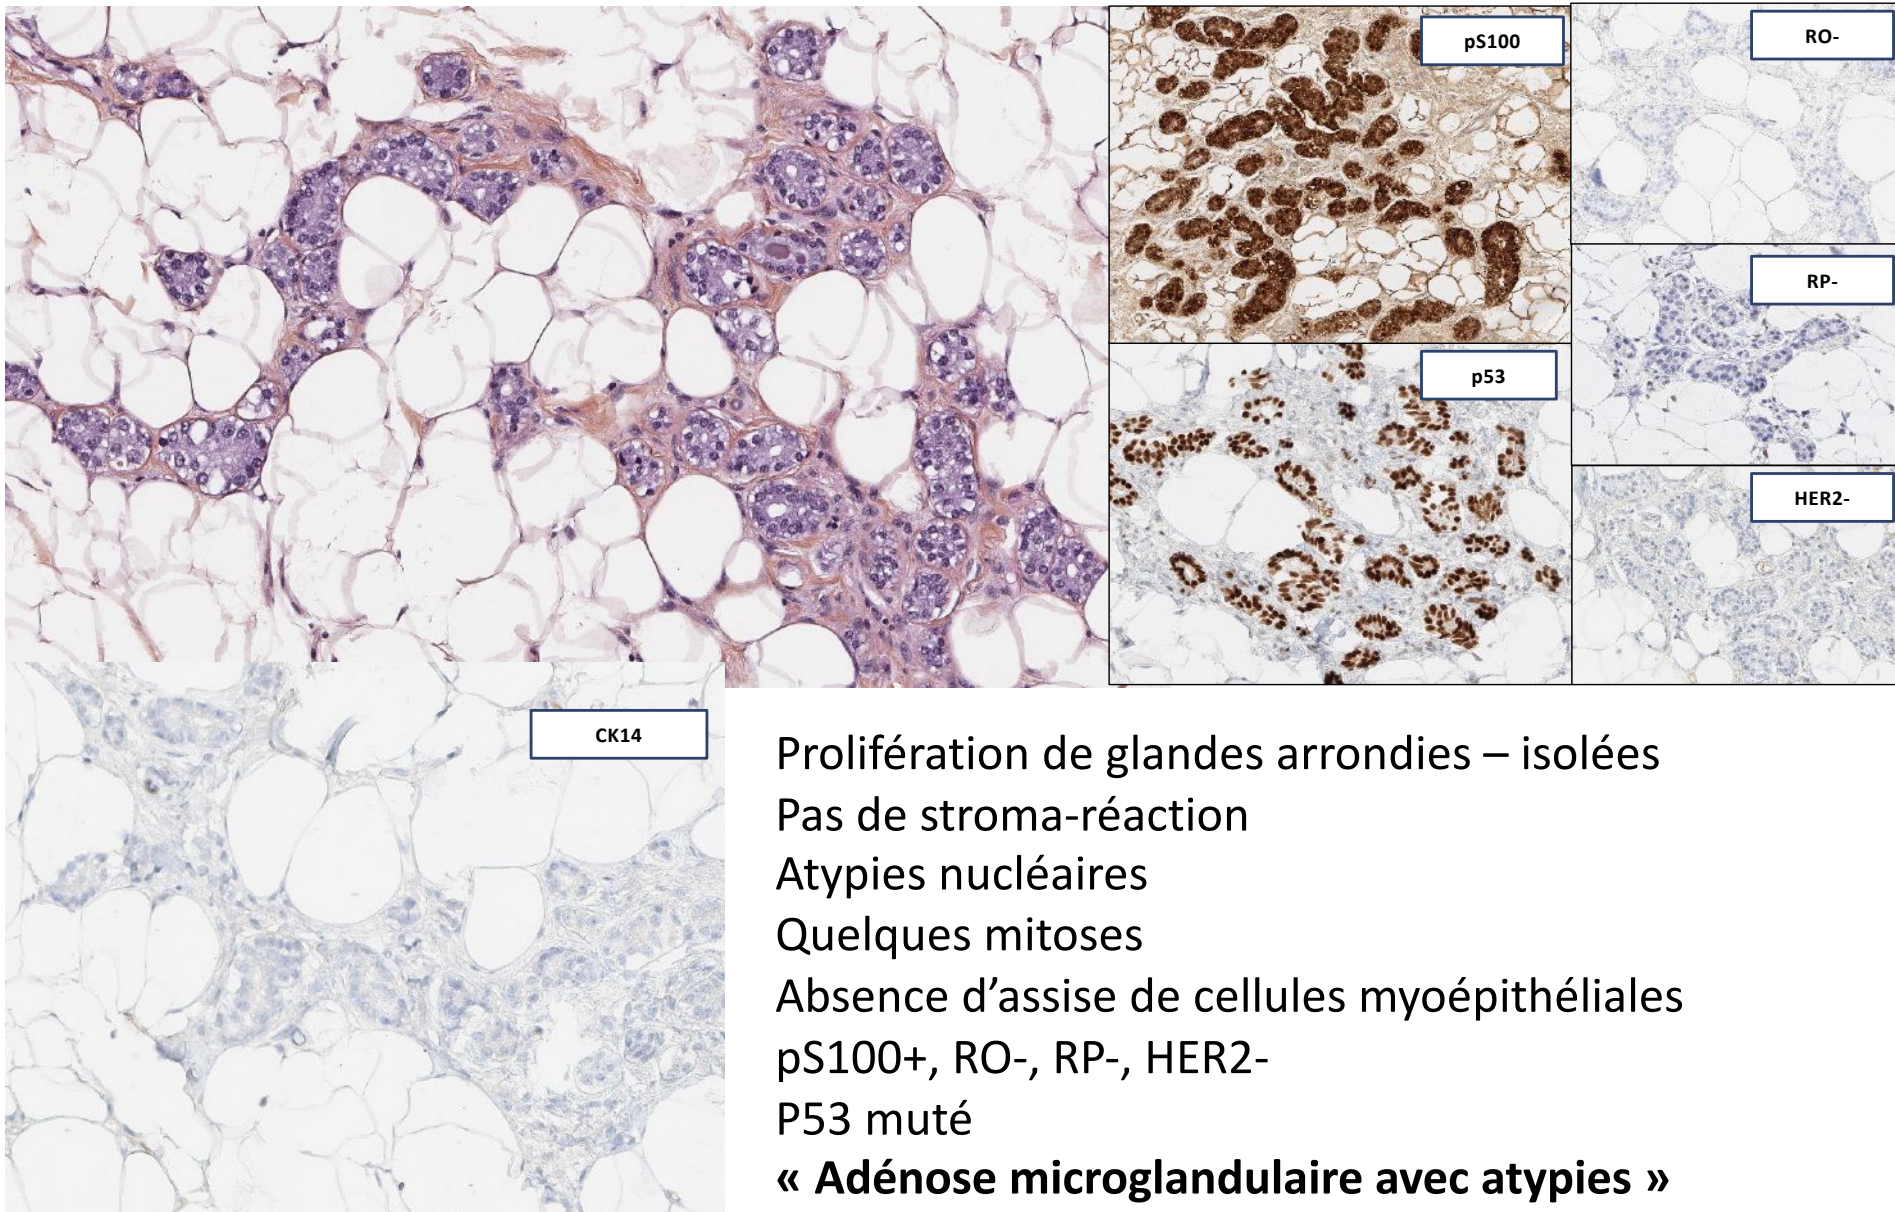 pS100
RO-
RP-
p53
HER2-
CK14
Prolifération de glandes arrondies – isolées
Pas de stroma-réaction
Atypies nucléaires
Quelques mitoses
Absence d’assise de cellules myoépithéliales
pS100+, RO-, RP-, HER2-
P53 muté
« Adénose microglandulaire avec atypies »